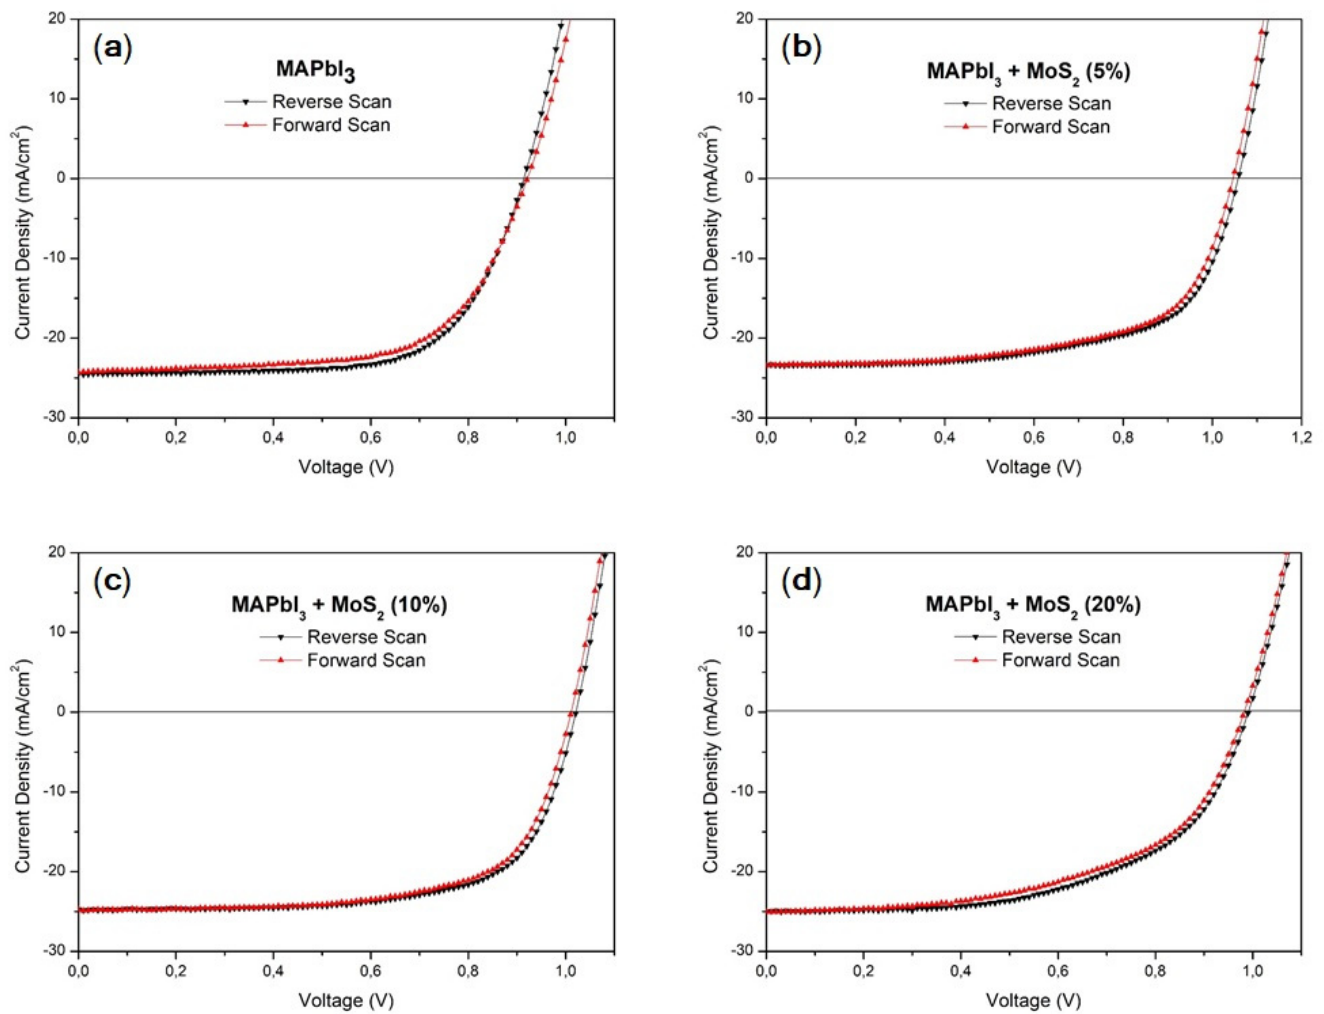 (a)
MAPbI3
Reverse Scan
Forward Scan
20
10
0
-10
-20
-30
Current Density (mA/cm2)
0,0 0,2 0,4 0,6 0,8 1,0
Voltage (V)
(b)
MAPbI3 + MoS2 (5%)
Reverse Scan
Forward Scan
20
10
0
-10
-20
-30
Current Density (mA/cm2)
0,0 0,2 0,4 0,6 0,8 1,0 1,2
Voltage (V)
(c)
MAPbI3 + MoS2 (10%)
Reverse Scan
Forward Scan
20
10
0
-10
-20
-30
Current Density (mA/cm2)
0,0 0,2 0,4 0,6 0,8 1,0
Voltage (V)
(d)
MAPbI3 + MoS2 (20%)
Reverse Scan
Forward Scan
20
10
0
-10
-20
-30
Current Density (mA/cm2)
0,0 0,2 0,4 0,6 0,8 1,0
Voltage (V)